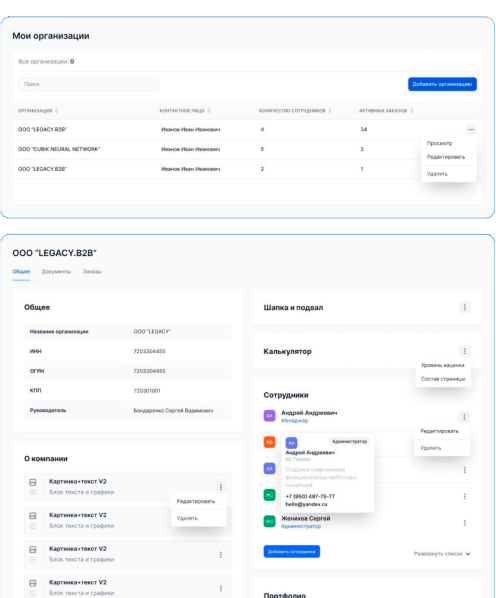 Мои организации
Все организации: 0
Поиск
Добавить организацию
ОРГАНИЗАЦИЯ КОНТАКТНОЕ ЛИЦО КОЛИЧЕСТВО СОТРУДНИКОВ АКТИВНЫХ ЗАКАЗОВ
ООО "LEGACY.B2B" Иванов Иван Иванович 4 34
Просмотр
ООО "CUBIK NEURAL NETWORK" Иванов Иван Иванович 5 2
Редактировать
ООО "LEGACY.B2B" Иванов Иван Иванович 2 1
Удалить
ООО "LEGACY.B2B"
Общее Документы Заказы
Общее
Название организации ООО "LEGACY"
ИНН 7203304455
ОГРН 7203304455
КПП 720301001
Руководитель Бондаренко Сергей Вадимович
О компании
Картинка+текст V2
Блок текста и графики
Редактировать
Удалить
Картинка+текст V2
Блок текста и графики
Картинка+текст V2
Блок текста и графики
Картинка+текст V2
Блок текста и графики
Шапка и подвал
Калькулятор
Уровень наценки
Состав страницы
Сотрудники
АА
Андрей Андреевич
Менеджер
Редактировать
Удалить
АА
Администратор
Андрей Андреевич
Создание современных
функциональных мебельных
концепций
+7 (950) 497-75-77
hello@yandex.ru
АА
ЖС
ЖС
Женихов Сергей
Администратор
Добавить сотрудника
Развернуть список
Портфолио